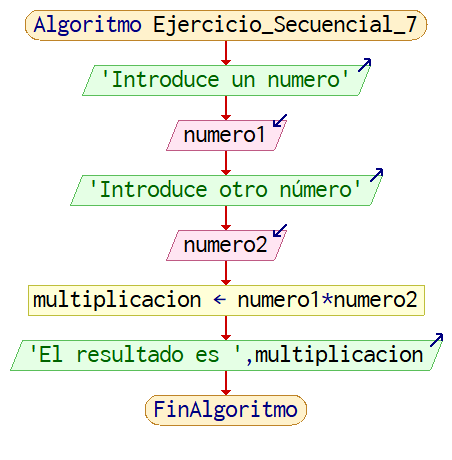 Algoritmo Ejercicio_Secuencial_7
'Introduce un numero'
numero1
'Introduce otro número'
numero2
multiplicacion ← numero1*numero2
'El resultado es ',multiplicacion
FinAlgoritmo